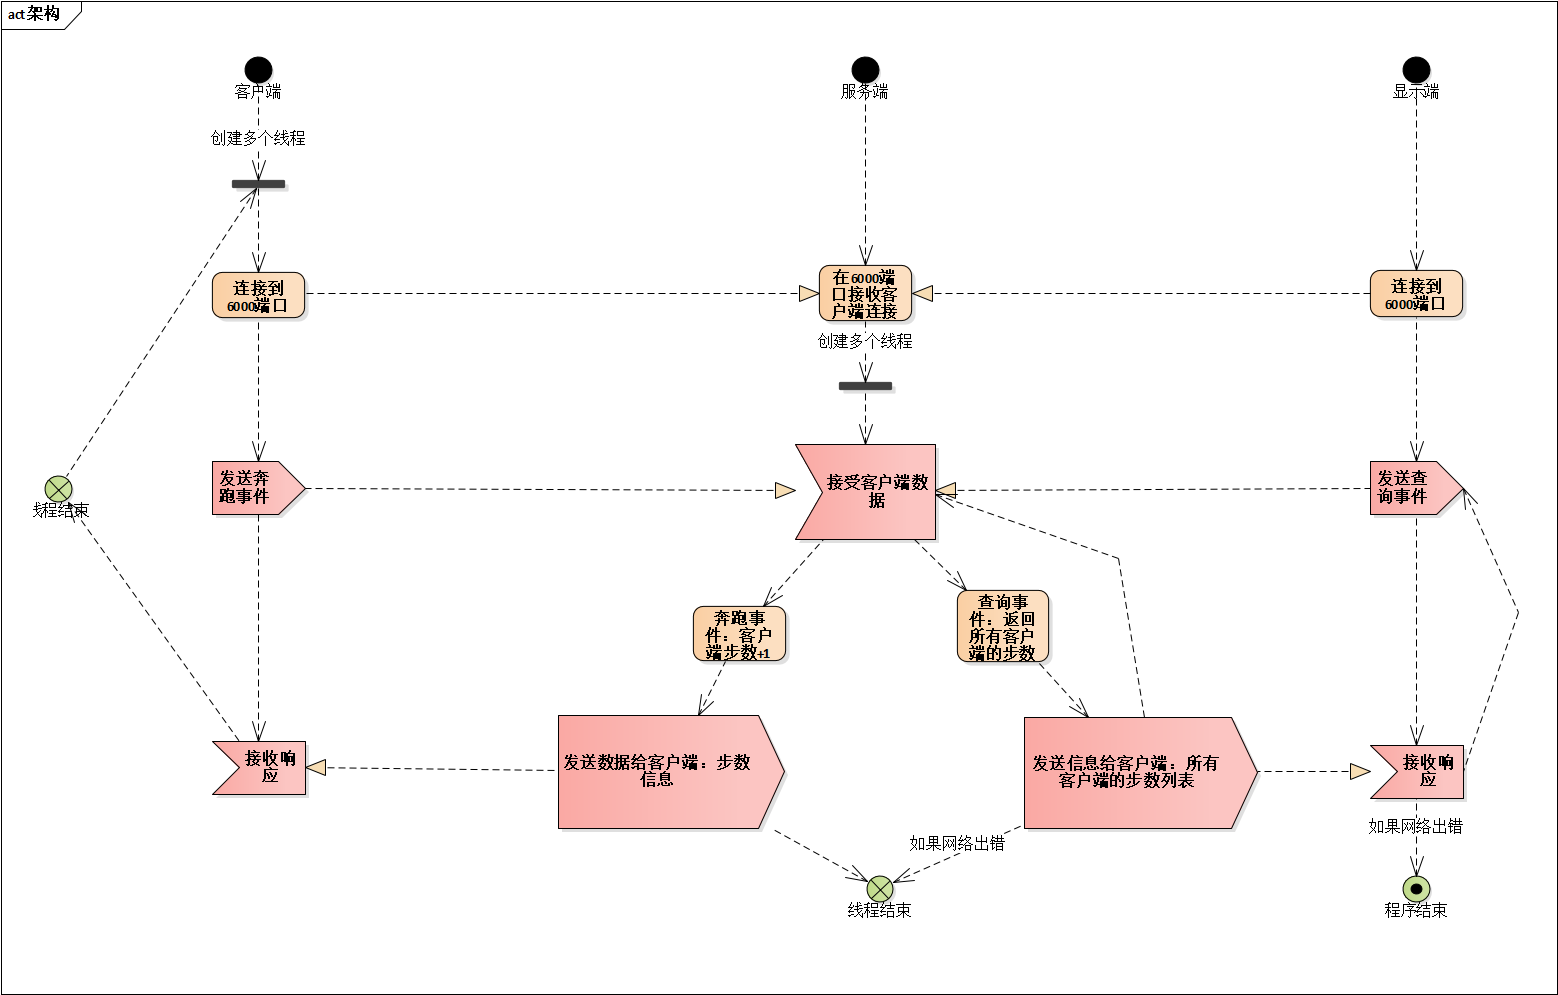 act 架构
客户端
服务端
显示端
创建多个线程
连接到
6000端口
在6000端
口接收客
户端连接
连接到
6000端口
创建多个线程
发送奔
跑事件
接受客户端数
据
发送查
询事件
线程结束
奔跑事
件：客户
端步数+1
查询事
件：返回
所有客户
端的步数
接收响
应
发送数据给客户端：步数
信息
发送信息给客户端：所有
客户端的步数列表
接收响
应
如果网络出错
如果网络出错
线程结束
程序结束